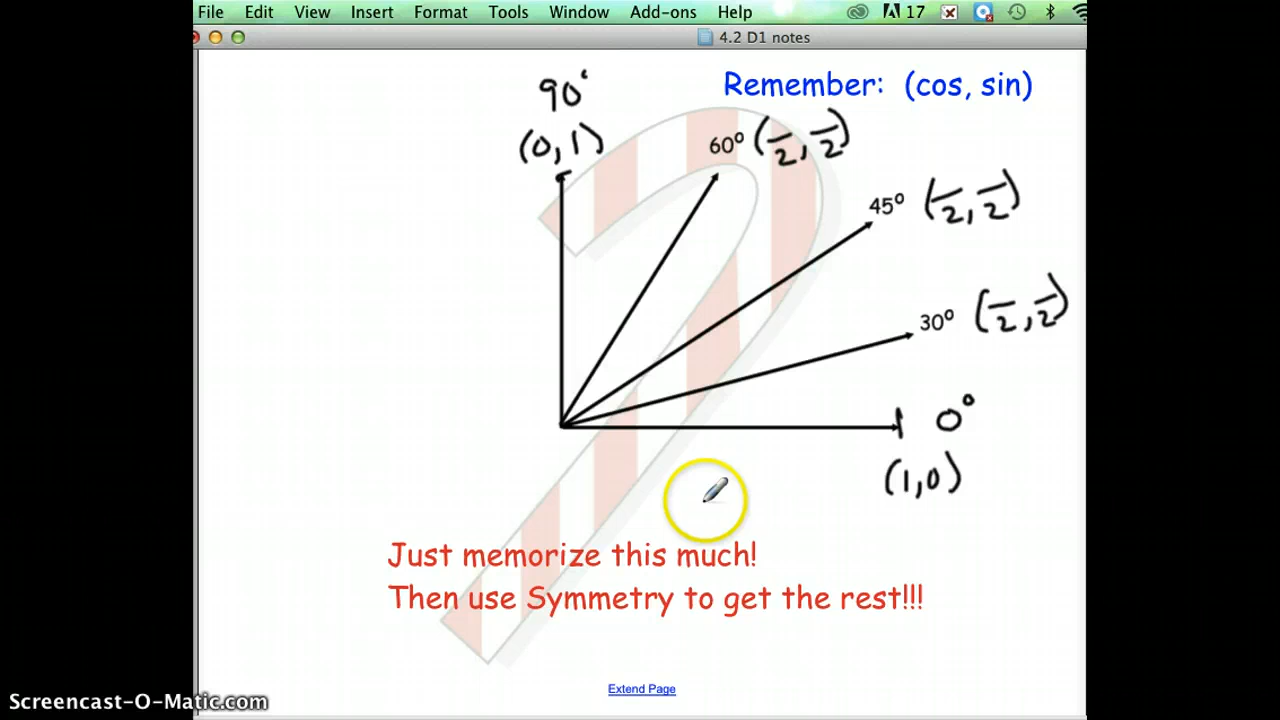 File Edit View Insert Format Tools Window Add-ons Help 17
4.2 D1 notes
Remember: (cos, sin)
90°
(0, 1)
60° (—/2, —/2)
45° (—/2, —/2)
30° (—/2, —/2)
0°
(1, 0)
Just memorize this much!
Then use Symmetry to get the rest!!!
Extend Page
Screencast-O-Matic.com